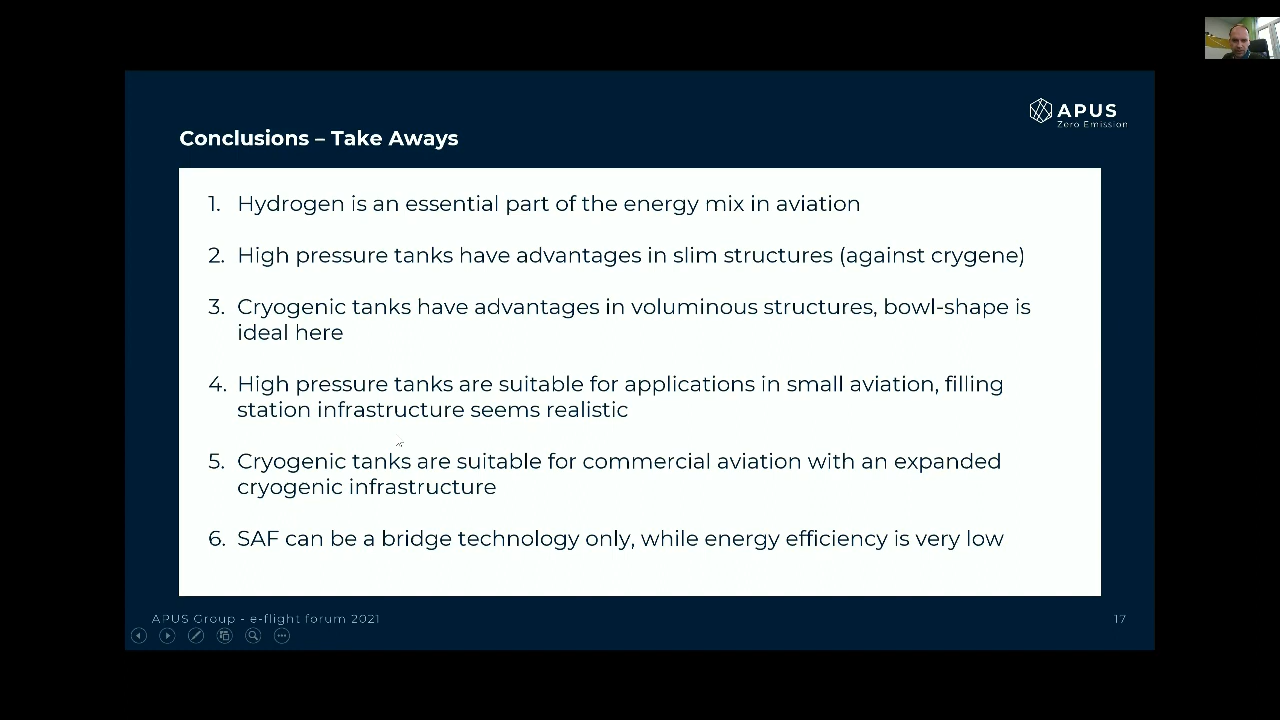 APUS
Zero Emission
Conclusions – Take Aways
1. Hydrogen is an essential part of the energy mix in aviation
2. High pressure tanks have advantages in slim structures (against crygene)
3. Cryogenic tanks have advantages in voluminous structures, bowl-shape is
ideal here
4. High pressure tanks are suitable for applications in small aviation, filling
station infrastructure seems realistic
5. Cryogenic tanks are suitable for commercial aviation with an expanded
cryogenic infrastructure
6. SAF can be a bridge technology only, while energy efficiency is very low
APUS Group - e-flight forum 2021
17